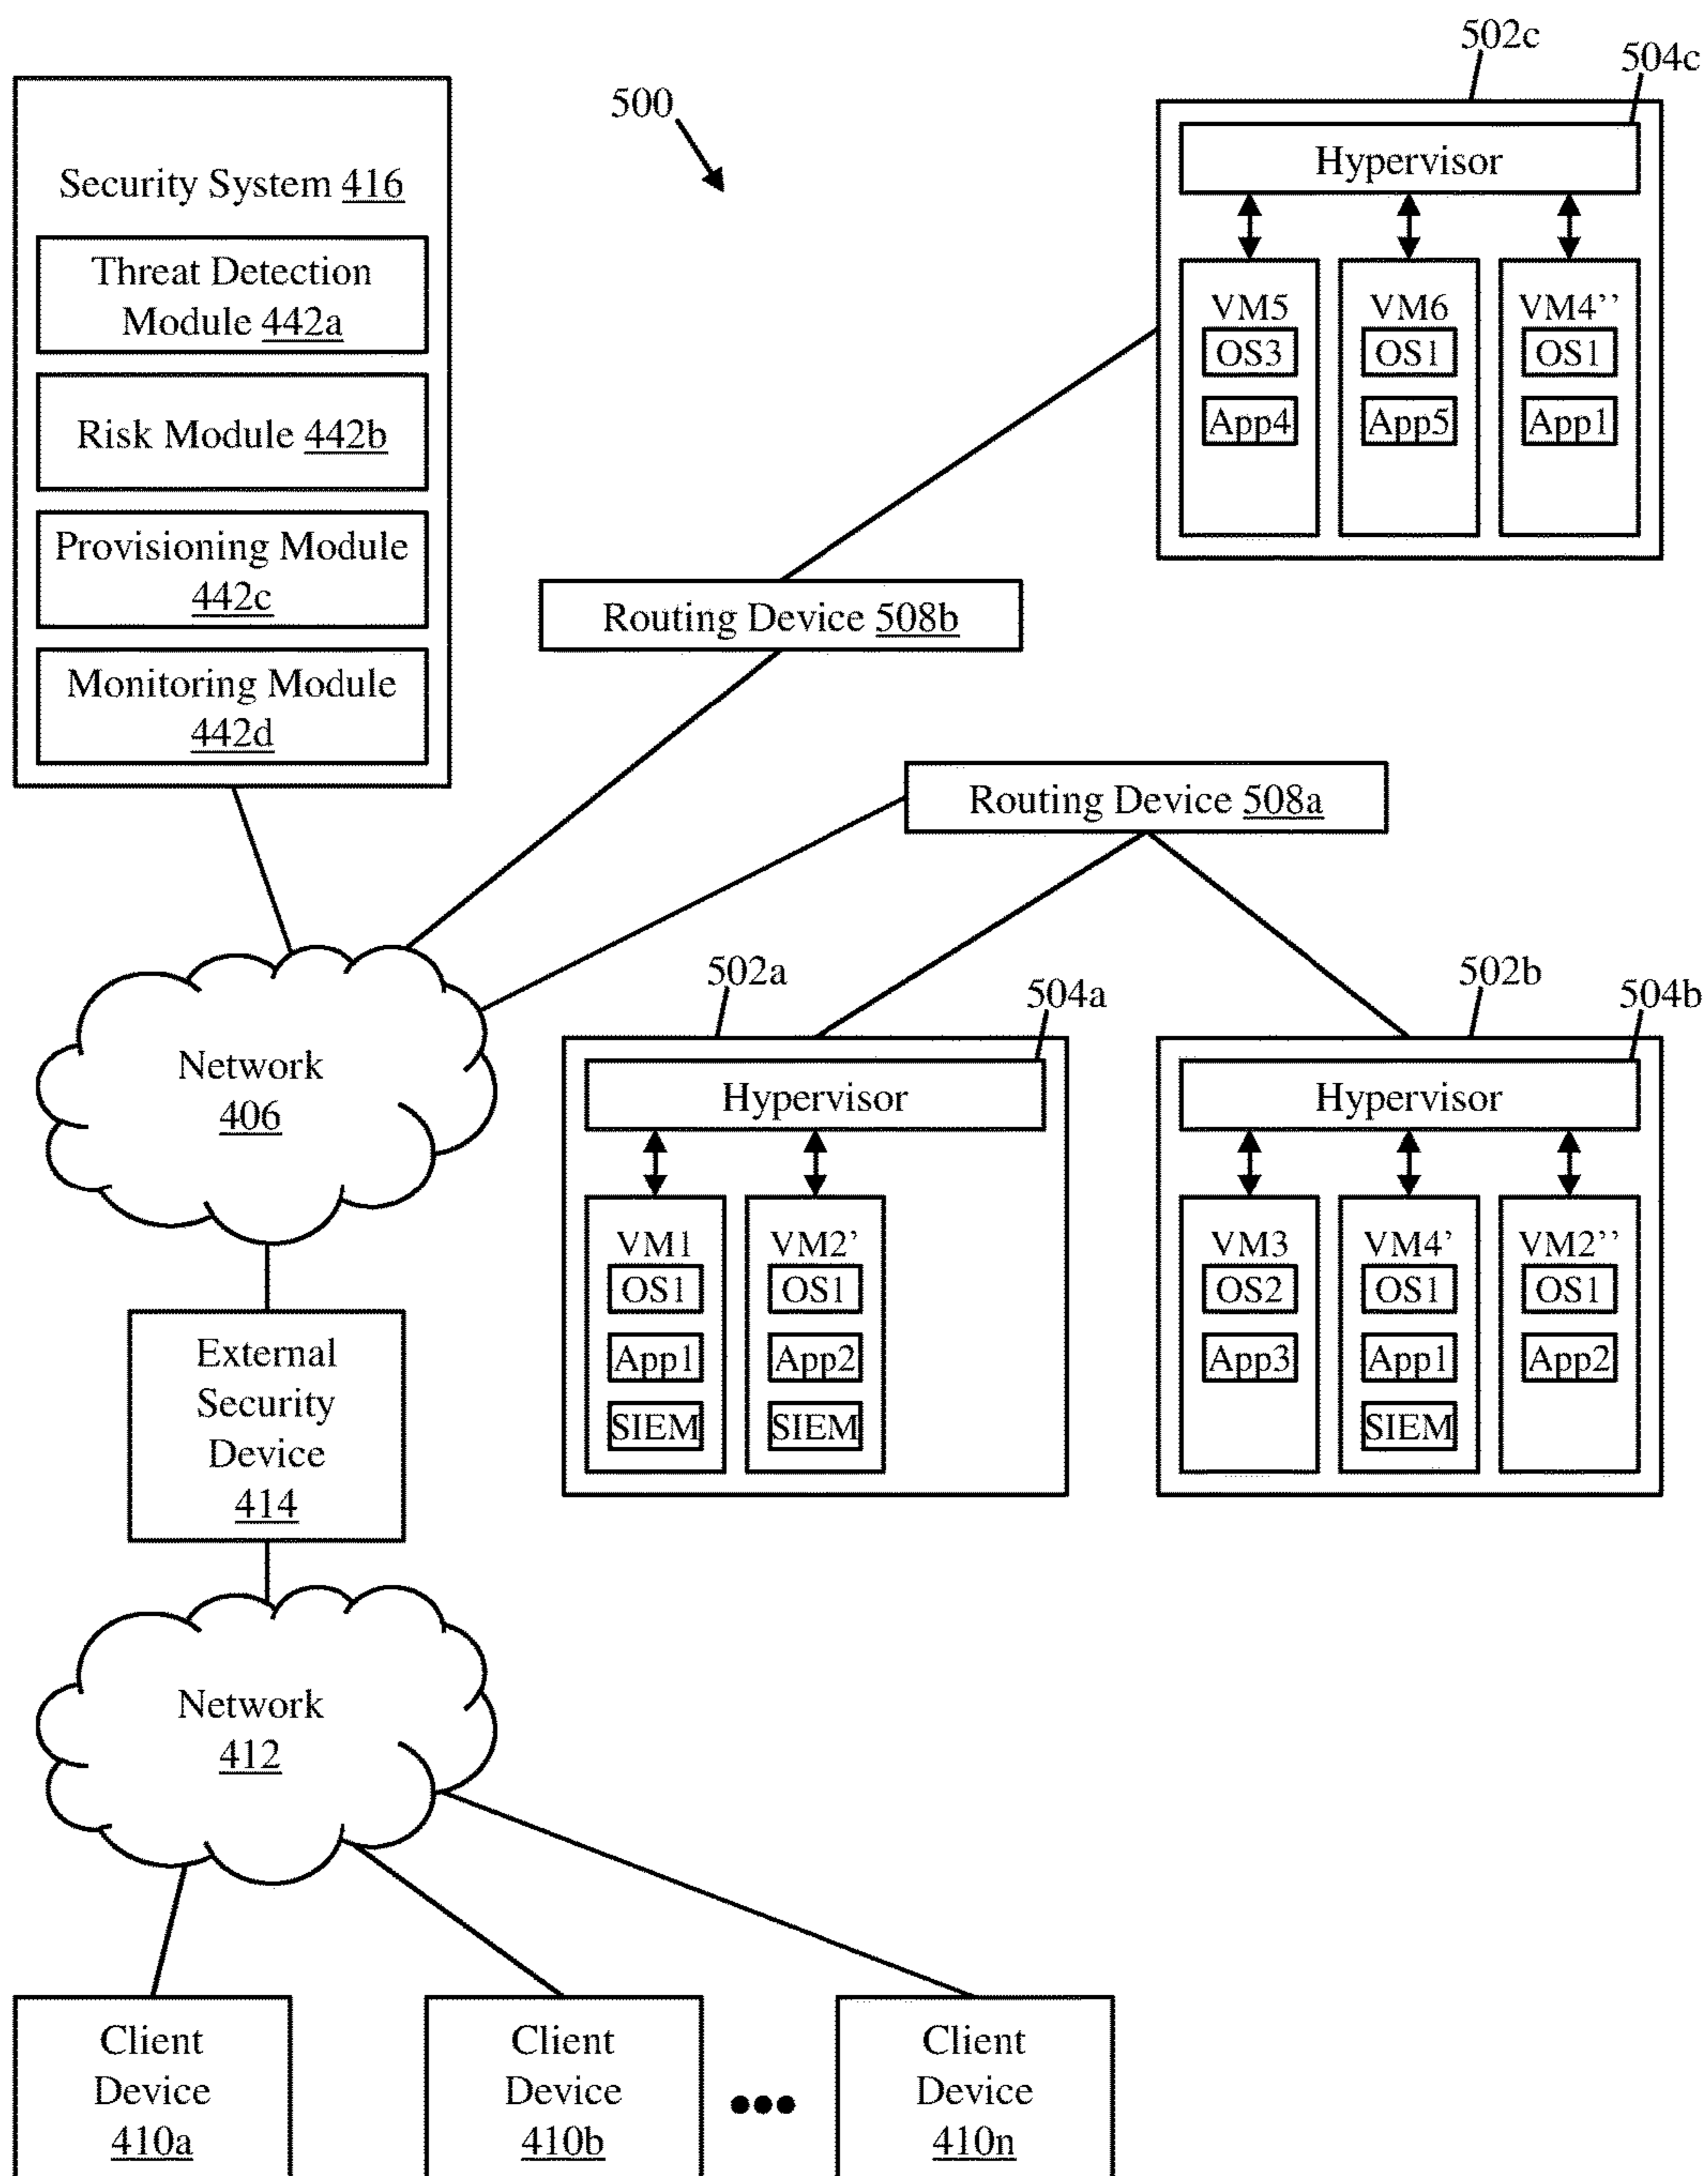 502c
504c
500
Security System 416
Threat Detection
Module 442a
Risk Module 442b
Provisioning Module
442c
Monitoring Module
442d
Hypervisor
VM5
OS3
App4
VM6
OS1
App5
VM4’’
OS1
App1
Routing Device 508b
Routing Device 508a
502a
504a
502b
504b
Network
406
Hypervisor
VM1
OS1
App1
SIEM
VM2’
OS1
App2
SIEM
Hypervisor
VM3
OS2
App3
VM4’
OS1
App1
SIEM
VM2’’
OS1
App2
External
Security
Device
414
Network
412
Client
Device
410a
Client
Device
410b
•••
Client
Device
410n